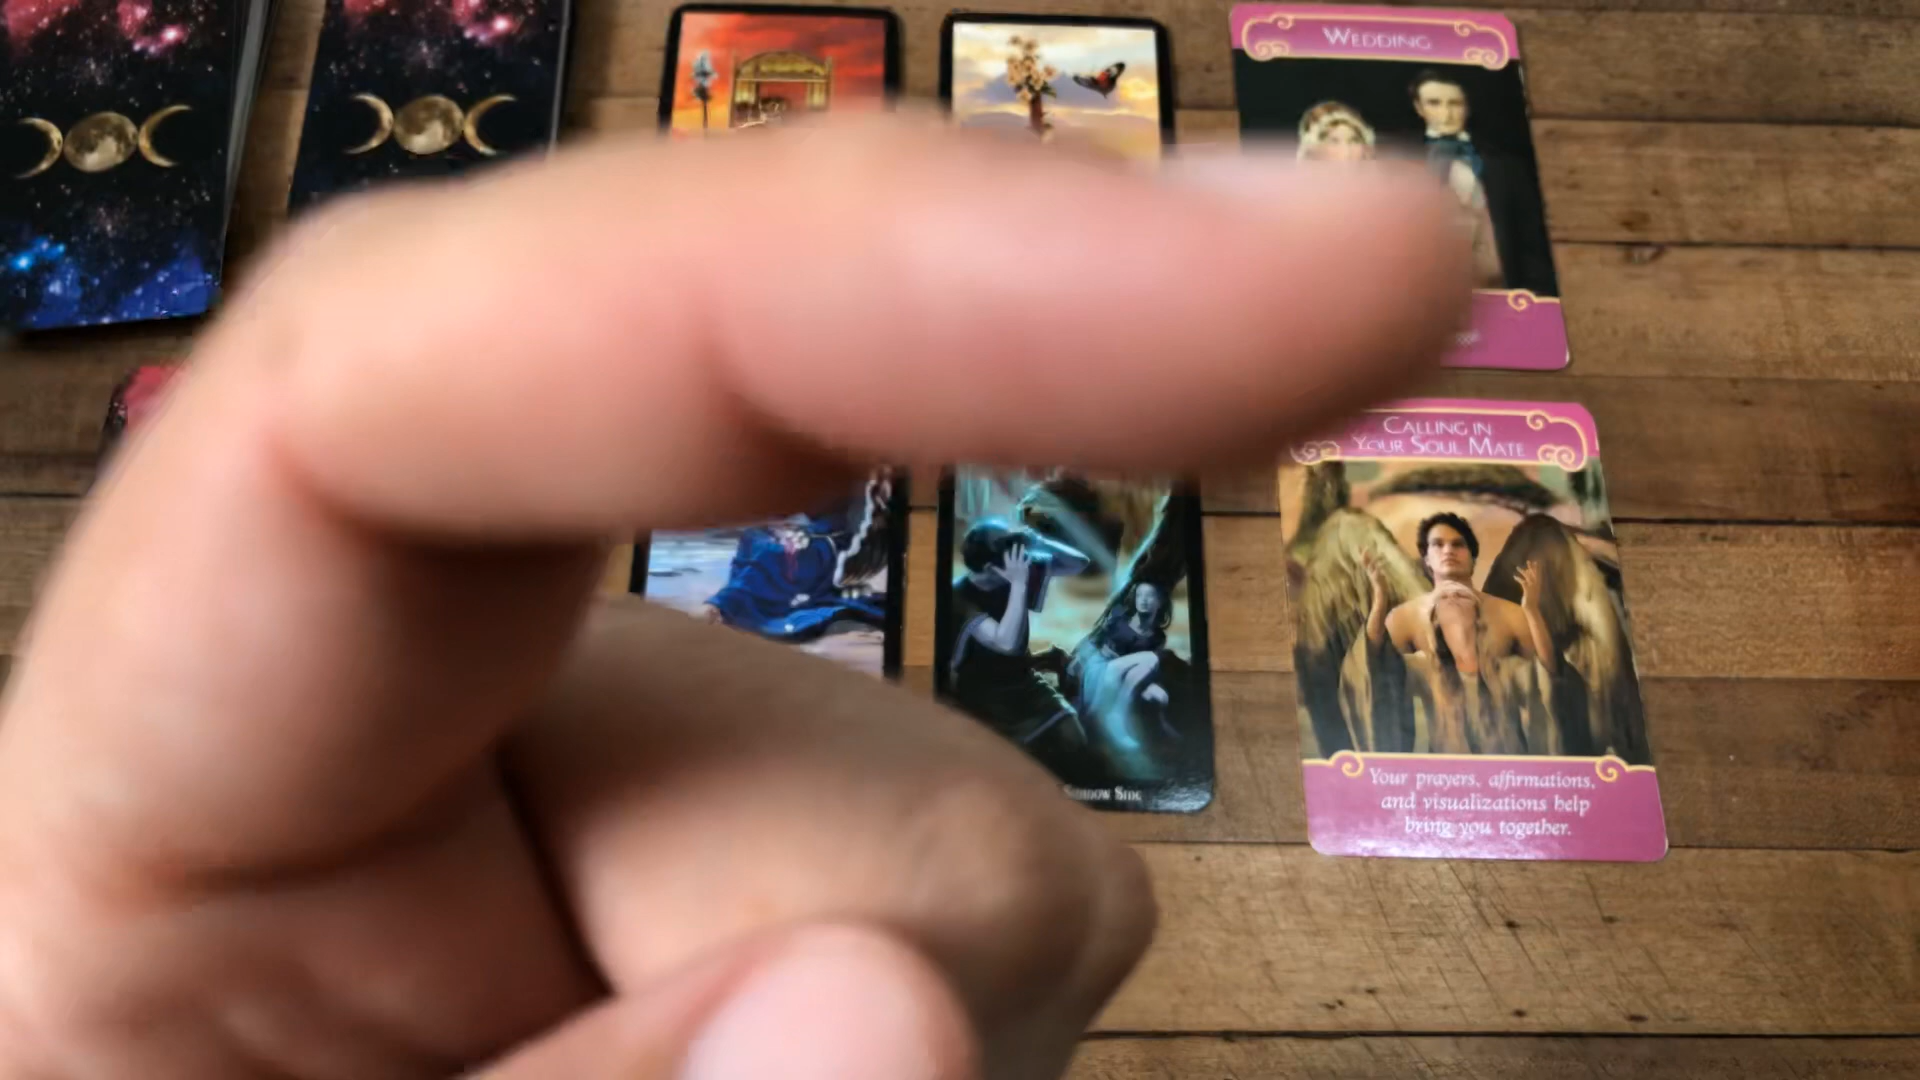 WEDDING
CALLING IN
YOUR SOUL MATE
Shadow Side
Your prayers, affirmations,
and visualizations help
bring you together.